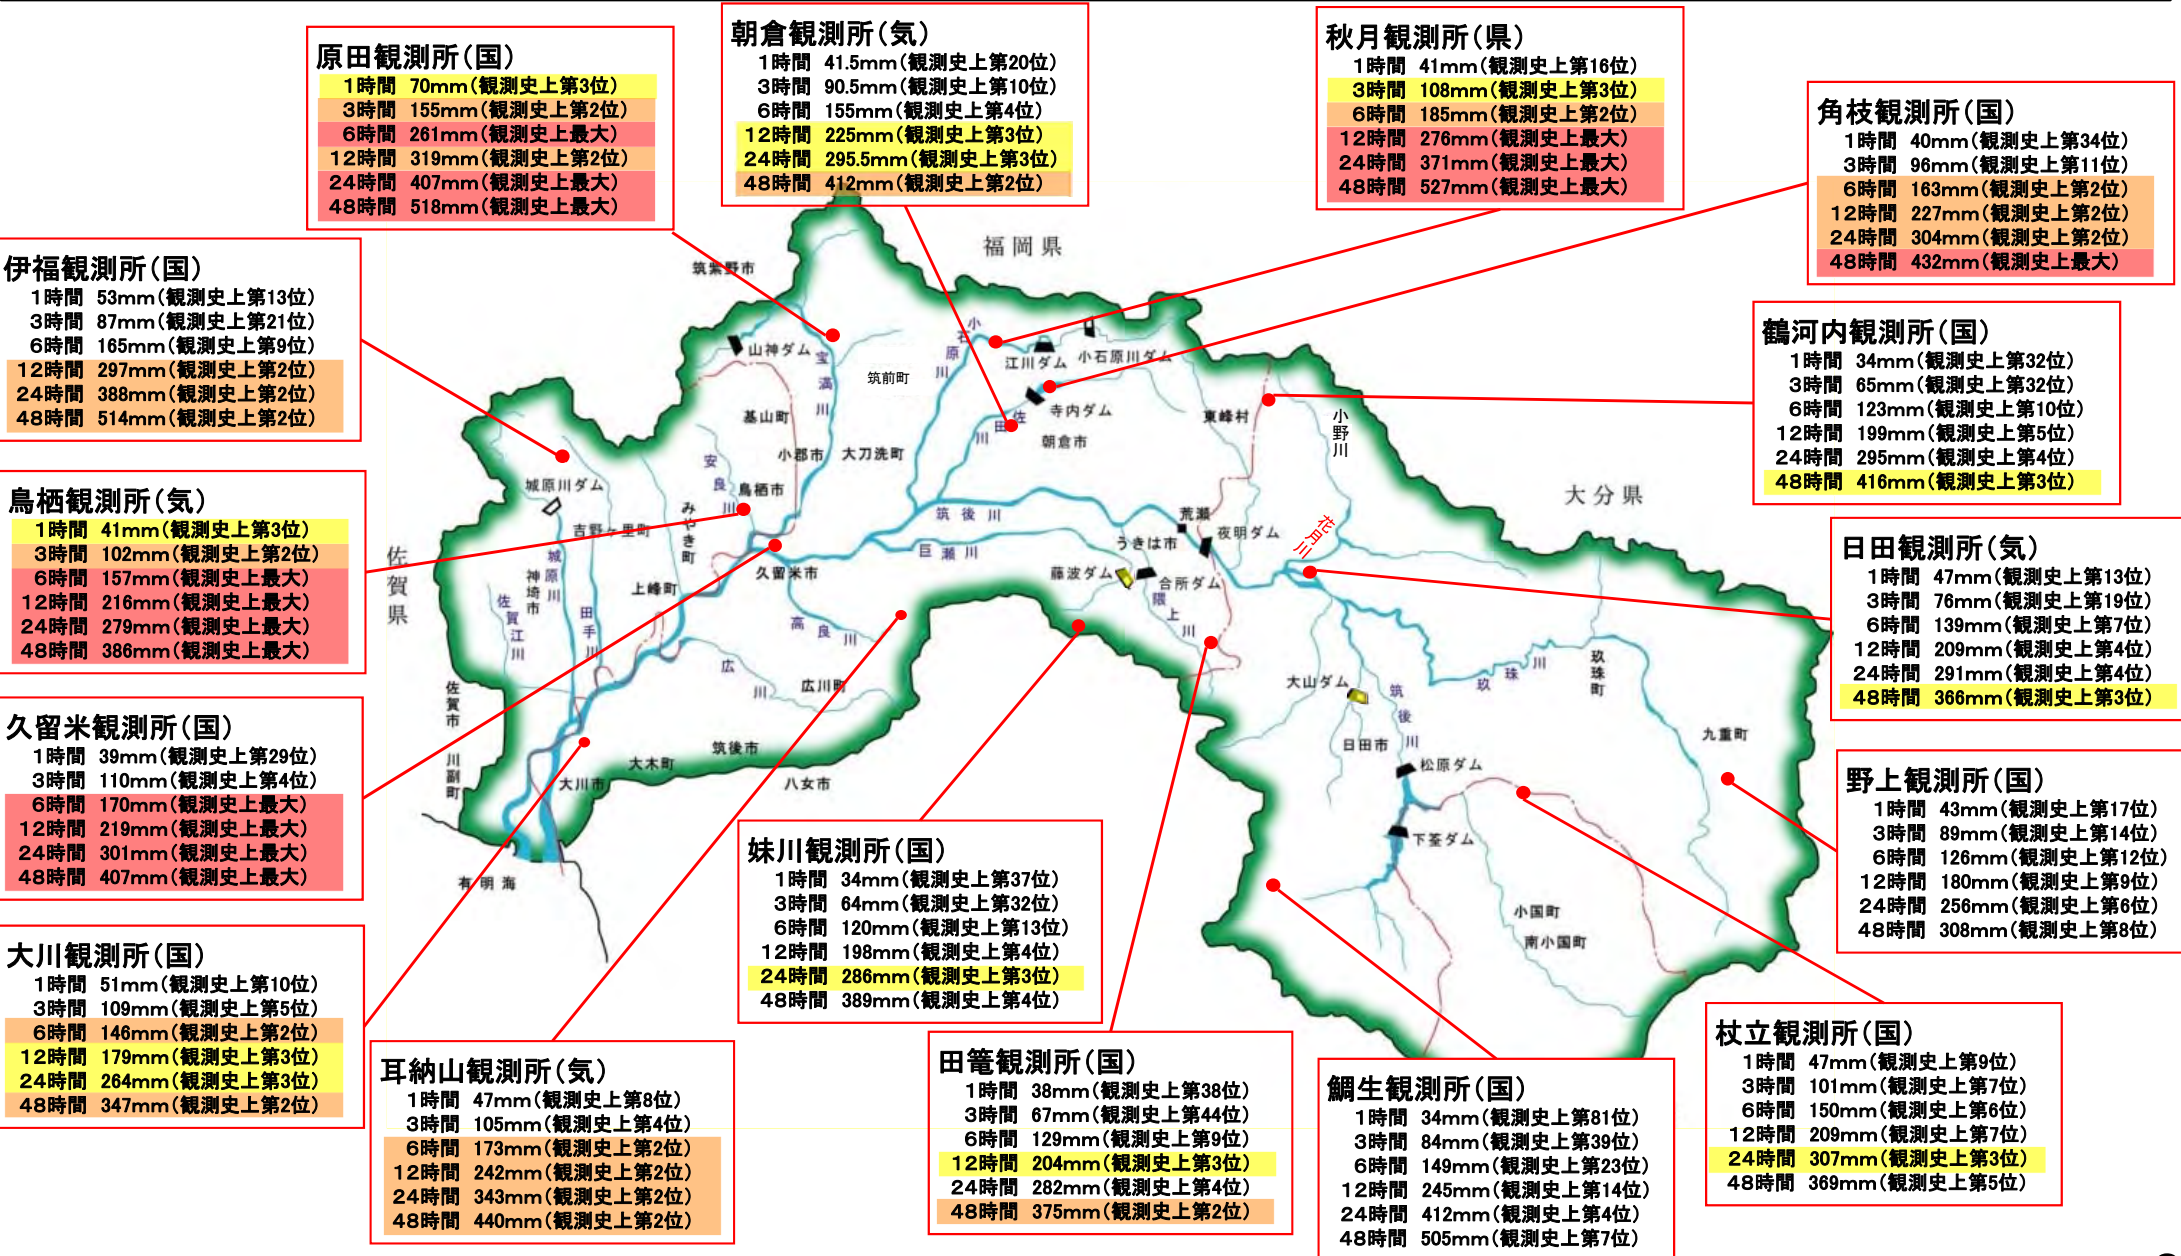 原田観測所(国)
1時間 70mm(観測史上第3位)
3時間 155mm(観測史上第2位)
6時間 261mm(観測史上最大)
12時間 319mm(観測史上第2位)
24時間 407mm(観測史上最大)
48時間 518mm(観測史上最大)
朝倉観測所(気)
1時間 41.5mm(観測史上第20位)
3時間 90.5mm(観測史上第10位)
6時間 155mm(観測史上第4位)
12時間 225mm(観測史上第3位)
24時間 295.5mm(観測史上第3位)
48時間 412mm(観測史上第2位)
秋月観測所(県)
1時間 41mm(観測史上第16位)
3時間 108mm(観測史上第3位)
6時間 185mm(観測史上第2位)
12時間 276mm(観測史上最大)
24時間 371mm(観測史上最大)
48時間 527mm(観測史上最大)
角枝観測所(国)
1時間 40mm(観測史上第34位)
3時間 96mm(観測史上第11位)
6時間 163mm(観測史上第2位)
12時間 227mm(観測史上第2位)
24時間 304mm(観測史上第2位)
48時間 432mm(観測史上最大)
伊福観測所(国)
1時間 53mm(観測史上第13位)
3時間 87mm(観測史上第21位)
6時間 165mm(観測史上第9位)
12時間 297mm(観測史上第2位)
24時間 388mm(観測史上第2位)
48時間 514mm(観測史上第2位)
鶴河内観測所(国)
1時間 34mm(観測史上第32位)
3時間 65mm(観測史上第32位)
6時間 123mm(観測史上第10位)
12時間 199mm(観測史上第5位)
24時間 295mm(観測史上第4位)
48時間 416mm(観測史上第3位)
鳥栖観測所(気)
1時間 41mm(観測史上第3位)
3時間 102mm(観測史上第2位)
6時間 157mm(観測史上最大)
12時間 216mm(観測史上最大)
24時間 279mm(観測史上最大)
48時間 386mm(観測史上最大)
日田観測所(気)
1時間 47mm(観測史上第13位)
3時間 76mm(観測史上第19位)
6時間 139mm(観測史上第7位)
12時間 209mm(観測史上第4位)
24時間 291mm(観測史上第4位)
48時間 366mm(観測史上第3位)
久留米観測所(国)
1時間 39mm(観測史上第29位)
3時間 110mm(観測史上第4位)
6時間 170mm(観測史上最大)
12時間 219mm(観測史上最大)
24時間 301mm(観測史上最大)
48時間 407mm(観測史上最大)
野上観測所(国)
1時間 43mm(観測史上第17位)
3時間 89mm(観測史上第14位)
6時間 126mm(観測史上第12位)
12時間 180mm(観測史上第9位)
24時間 256mm(観測史上第6位)
48時間 308mm(観測史上第8位)
大川観測所(国)
1時間 51mm(観測史上第10位)
3時間 109mm(観測史上第5位)
6時間 146mm(観測史上第2位)
12時間 179mm(観測史上第3位)
24時間 264mm(観測史上第3位)
48時間 347mm(観測史上第2位)
妹川観測所(国)
1時間 34mm(観測史上第37位)
3時間 64mm(観測史上第32位)
6時間 120mm(観測史上第13位)
12時間 198mm(観測史上第4位)
24時間 286mm(観測史上第3位)
48時間 389mm(観測史上第4位)
耳納山観測所(気)
1時間 47mm(観測史上第8位)
3時間 105mm(観測史上第4位)
6時間 173mm(観測史上第2位)
12時間 242mm(観測史上第2位)
24時間 343mm(観測史上第2位)
48時間 440mm(観測史上第2位)
田篭観測所(国)
1時間 38mm(観測史上第38位)
3時間 67mm(観測史上第44位)
6時間 129mm(観測史上第9位)
12時間 204mm(観測史上第3位)
24時間 282mm(観測史上第4位)
48時間 375mm(観測史上第2位)
鯛生観測所(国)
1時間 34mm(観測史上第81位)
3時間 84mm(観測史上第39位)
6時間 149mm(観測史上第23位)
12時間 245mm(観測史上第14位)
24時間 412mm(観測史上第4位)
48時間 505mm(観測史上第7位)
杖立観測所(国)
1時間 47mm(観測史上第9位)
3時間 101mm(観測史上第7位)
6時間 150mm(観測史上第6位)
12時間 209mm(観測史上第7位)
24時間 307mm(観測史上第3位)
48時間 369mm(観測史上第5位)
福岡県
筑紫野市
山神ダム
宝満川
筑前町
小石原川
江川ダム
小石原川ダム
寺内ダム
佐田川
朝倉市
東峰村
小野川
大分県
基山町
小郡市
大刀洗町
安良川
鳥栖市
城原川ダム
吉野ヶ里町
みやき町
筑後川
荒瀬
夜明ダム
花月川
うきは市
巨瀬川
藤波ダム
合所ダム
隈上川
佐賀県
城原川
神埼市
佐賀江川
田手川
上峰町
久留米市
高良川
広川
広川町
大山ダム
筑後川
玖珠川
玖珠町
九重町
日田市
松原ダム
下筌ダム
小国町
南小国町
佐賀市
川副町
大川市
大木町
筑後市
八女市
有明海